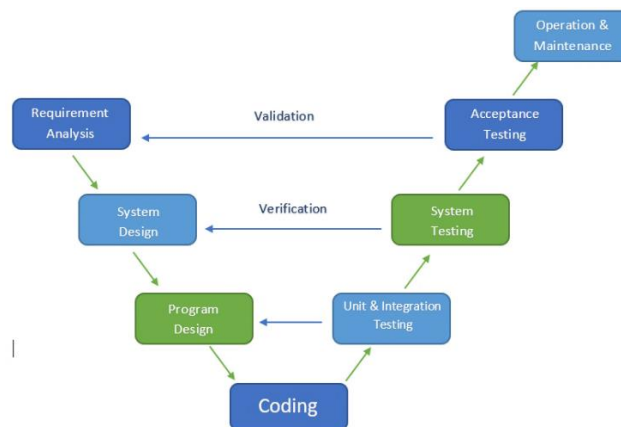 Operation &
Maintenance
Requirement
Analysis
Validation
Acceptance
Testing
System
Design
Verification
System
Testing
Program
Design
Unit & Integration
Testing
Coding